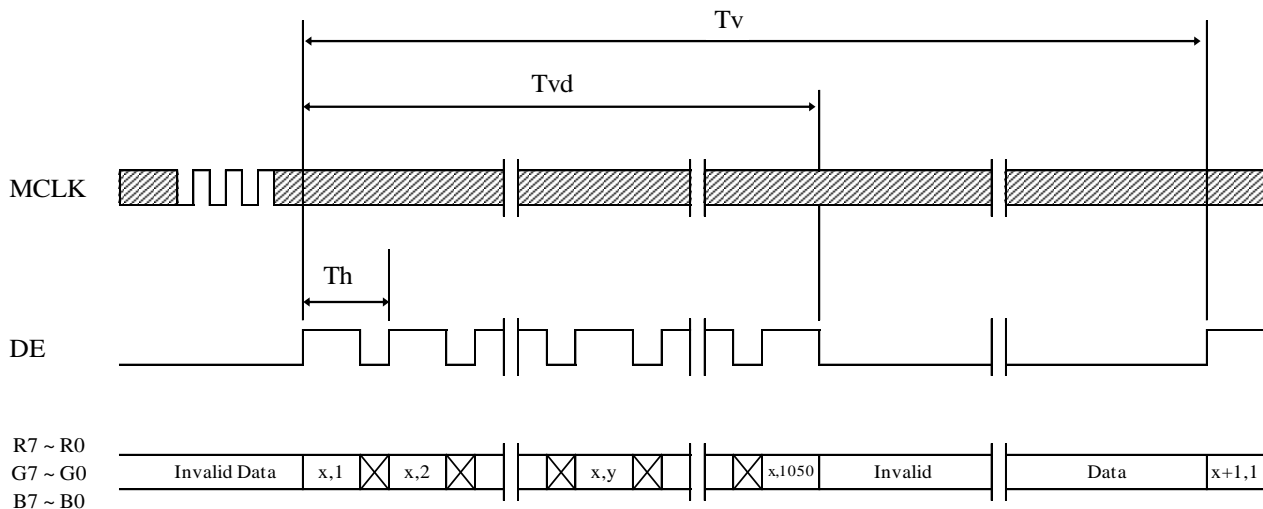 Tv
Tvd
MCLK
Th
DE
R7 ~ R0
G7 ~ G0
B7 ~ B0
Invalid Data x,1 x,2 x,y x,1050 Invalid Data x+1,1